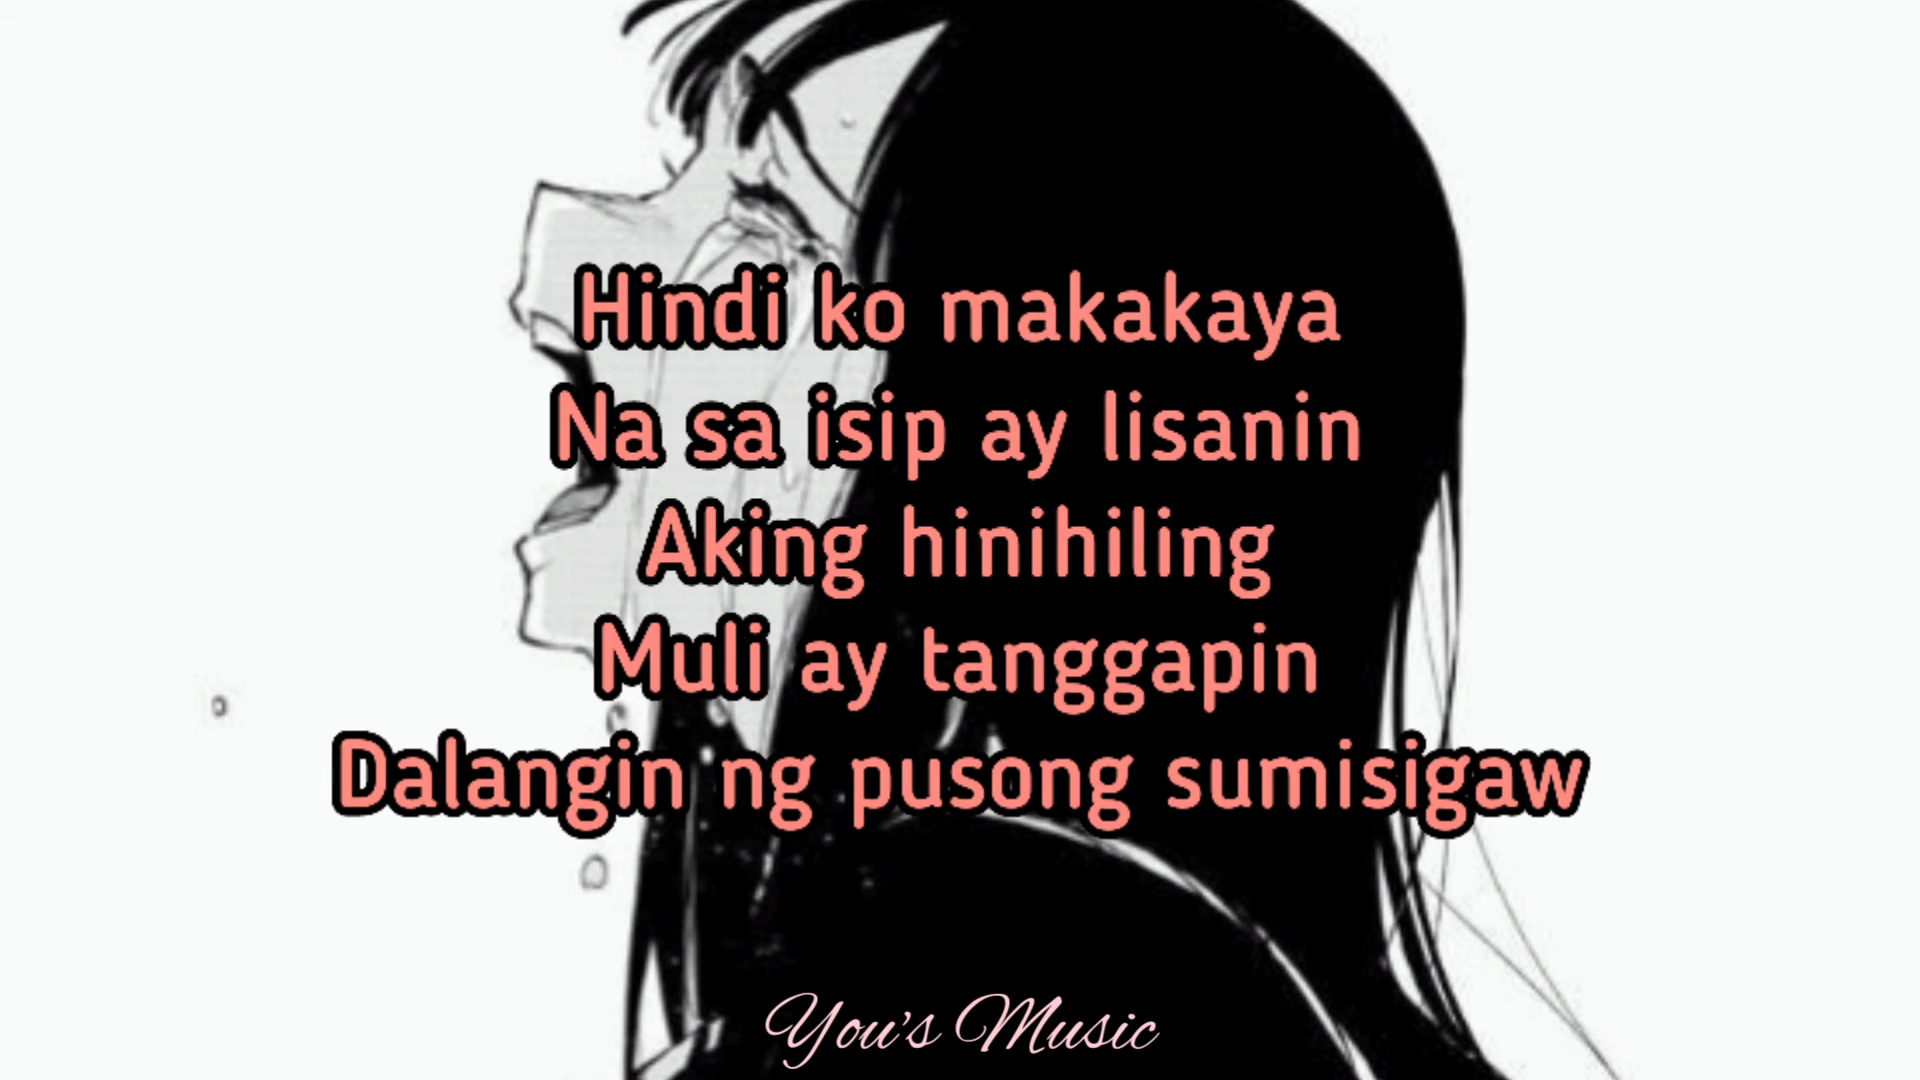 Hindi ko makakaya
Na sa isip ay lisanin
Aking hinihiling
Muli ay tanggapin
Dalangin ng pusong sumisigaw
You's Music